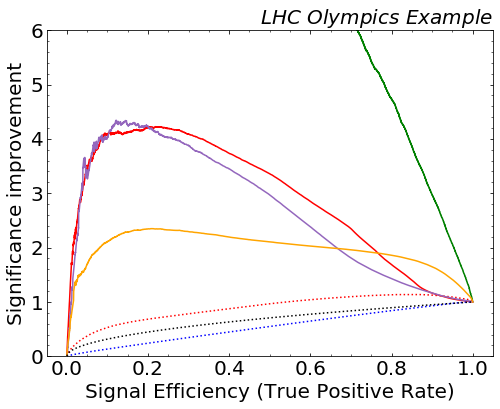 LHC Olympics Example
Significance improvement
6
5
4
3
2
1
0
0.0 0.2 0.4 0.6 0.8 1.0
Signal Efficiency (True Positive Rate)